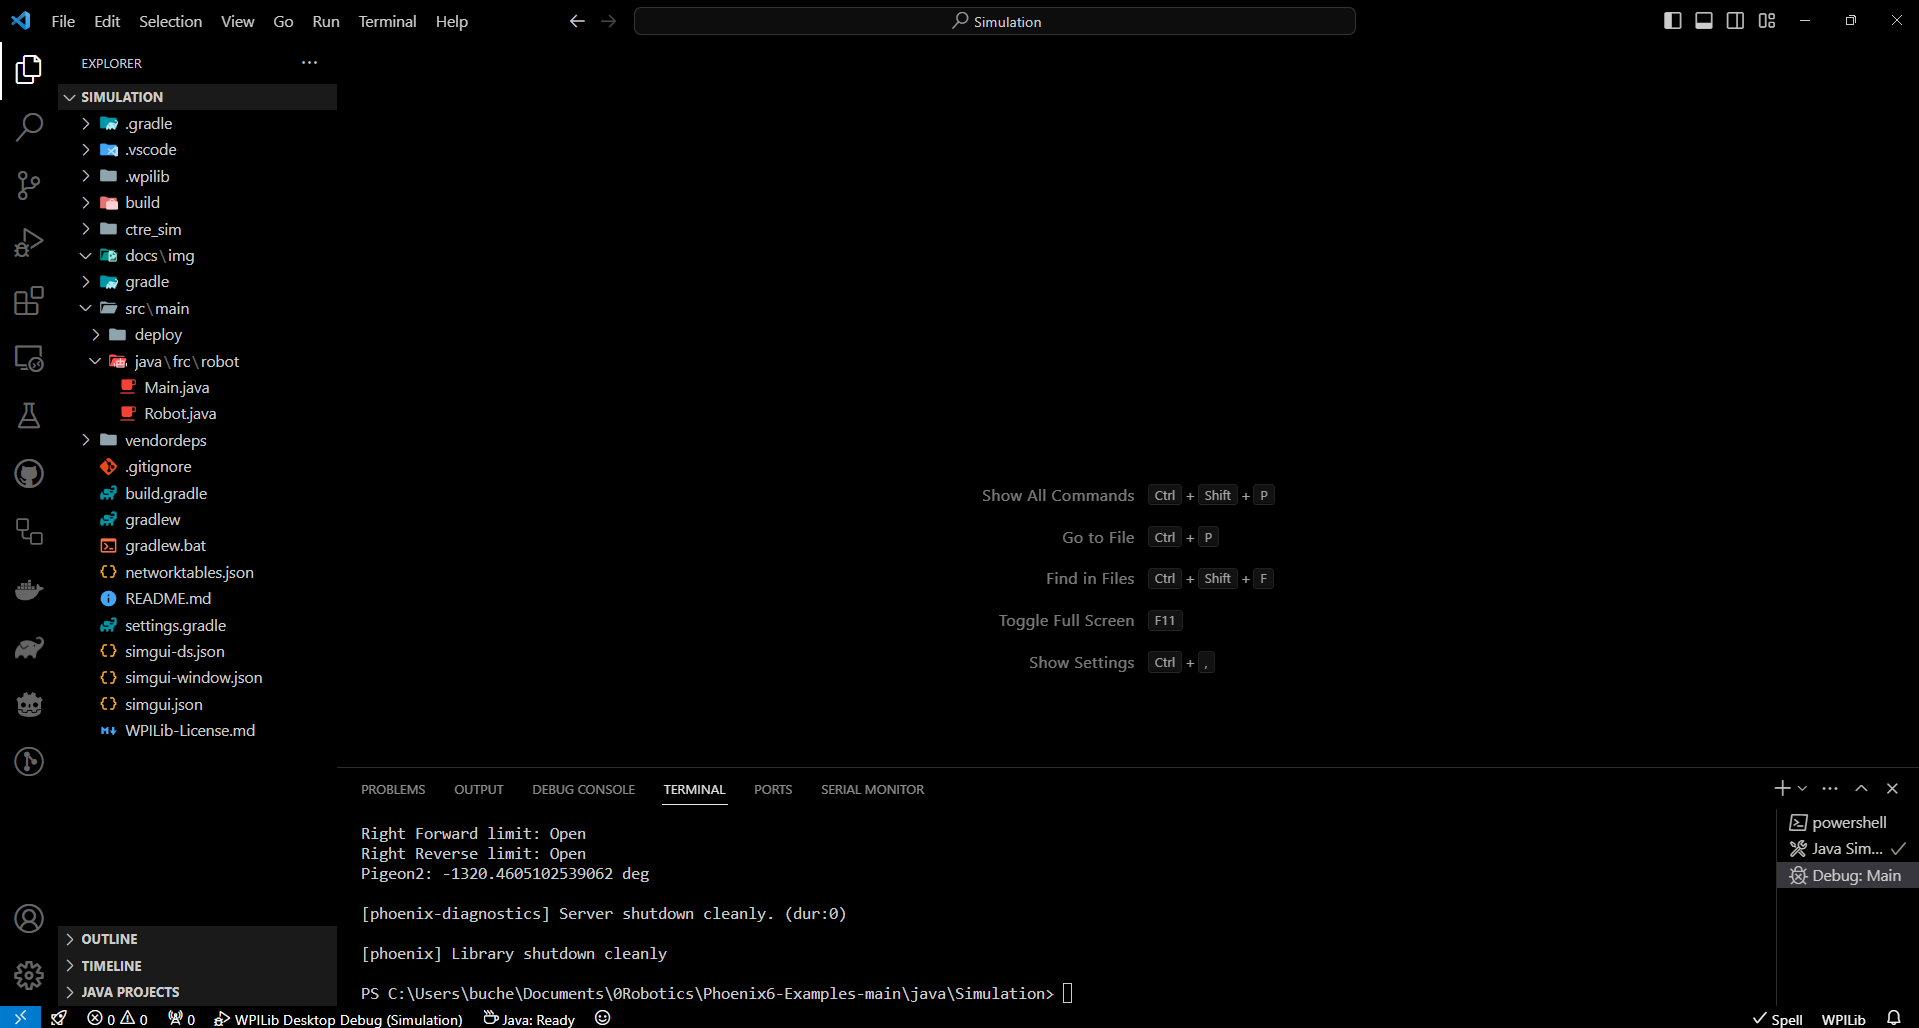 File Edit Selection View Go Run Terminal Help
Simulation
EXPLORER
SIMULATION
.gradle
.vscode
.wpilib
build
ctre_sim
docs\img
gradle
src\main
deploy
java\frc\robot
Main.java
Robot.java
vendordeps
.gitignore
build.gradle
gradlew
gradlew.bat
networktables.json
README.md
settings.gradle
simgui-ds.json
simgui-window.json
simgui.json
WPILib-License.md
OUTLINE
TIMELINE
JAVA PROJECTS
Show All Commands Ctrl + Shift + P
Go to File Ctrl + P
Find in Files Ctrl + Shift + F
Toggle Full Screen F11
Show Settings Ctrl + ,
PROBLEMS OUTPUT DEBUG CONSOLE TERMINAL PORTS SERIAL MONITOR
Right Forward limit: Open
Right Reverse limit: Open
Pigeon2: -1320.4605102539062 deg
[phoenix-diagnostics] Server shutdown cleanly. (dur:0)
[phoenix] Library shutdown cleanly
PS C:\Users\buche\Documents\0Robotics\Phoenix6-Examples-main\java\Simulation>
powershell
Java Sim...
Debug: Main
0 0 0 WPILib Desktop Debug (Simulation) Java: Ready Spell WPILib